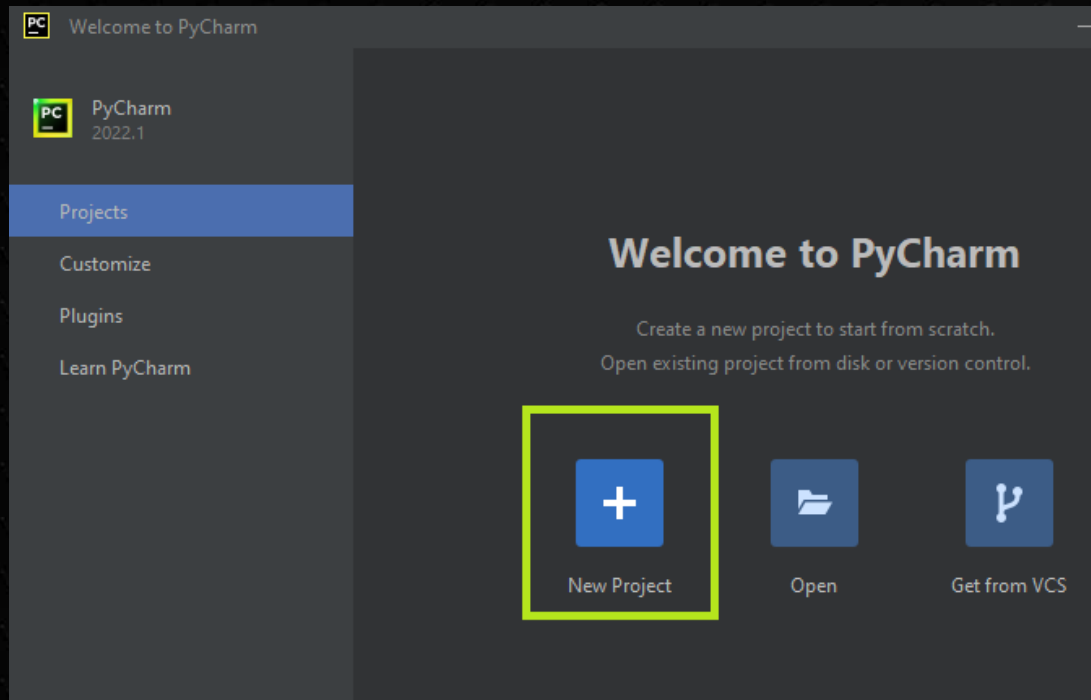 PC Welcome to PyCharm
PC PyCharm
2022.1
Projects
Customize
Plugins
Learn PyCharm
Welcome to PyCharm
Create a new project to start from scratch.
Open existing project from disk or version control.
New Project
Open
Get from VCS